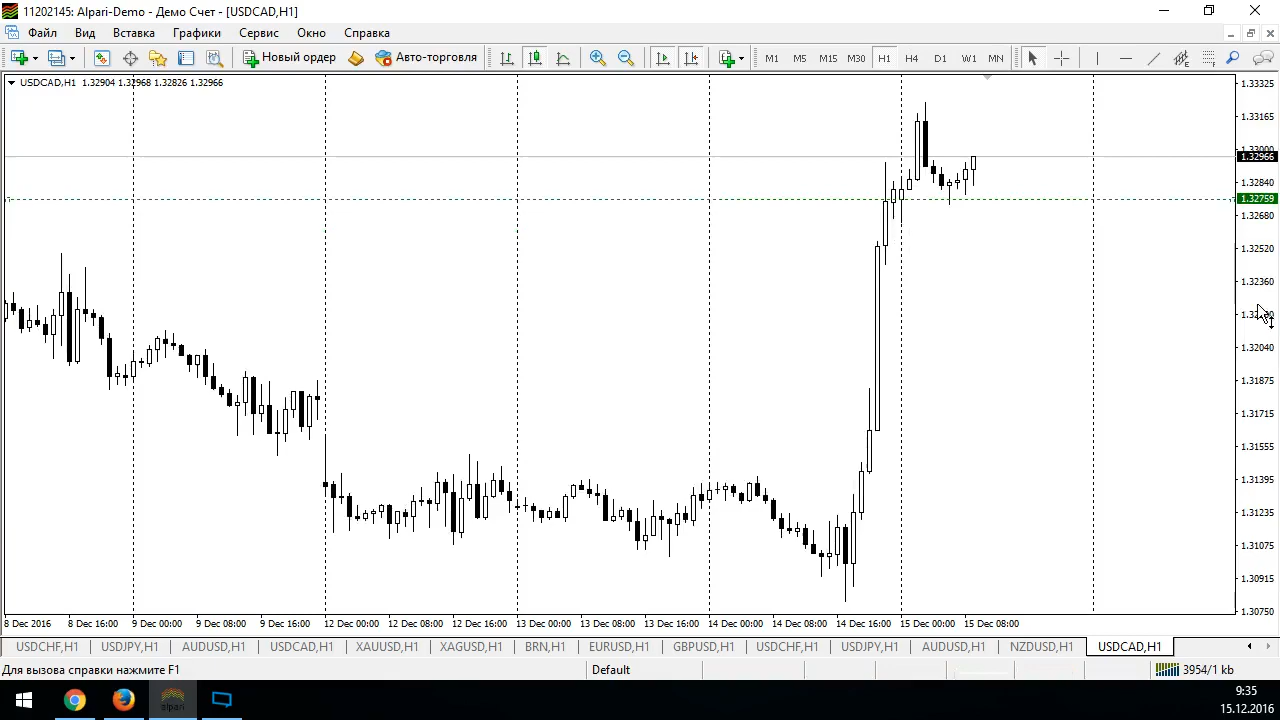 11202145: Alpari-Demo - Демо Счет - [USDCAD,H1]
Файл Вид Вставка Графики Сервис Окно Справка
Новый ордер Авто-торговля M1 M5 M15 M30 H1 H4 D1 W1 MN
USDCAD,H1 1.32904 1.32968 1.32826 1.32966
1.33325
1.33165
1.33000
1.32966
1.32840
1.32759
1.32680
1.32520
1.32360
1.32040
1.31875
1.31715
1.31555
1.31395
1.31235
1.31075
1.30915
1.30750
8 Dec 2016 8 Dec 16:00 9 Dec 00:00 9 Dec 08:00 9 Dec 16:00 12 Dec 00:00 12 Dec 08:00 12 Dec 16:00 13 Dec 00:00 13 Dec 08:00 13 Dec 16:00 14 Dec 00:00 14 Dec 08:00 14 Dec 16:00 15 Dec 00:00 15 Dec 08:00
USDCHF,H1 USDJPY,H1 AUDUSD,H1 USDCAD,H1 XAUUSD,H1 XAGUSD,H1 BRN,H1 EURUSD,H1 GBPUSD,H1 USDCHF,H1 USDJPY,H1 AUDUSD,H1 NZDUSD,H1 USDCAD,H1
Для вызова справки нажмите F1 Default 3954/1 kb
alpari
9:35
15.12.2016